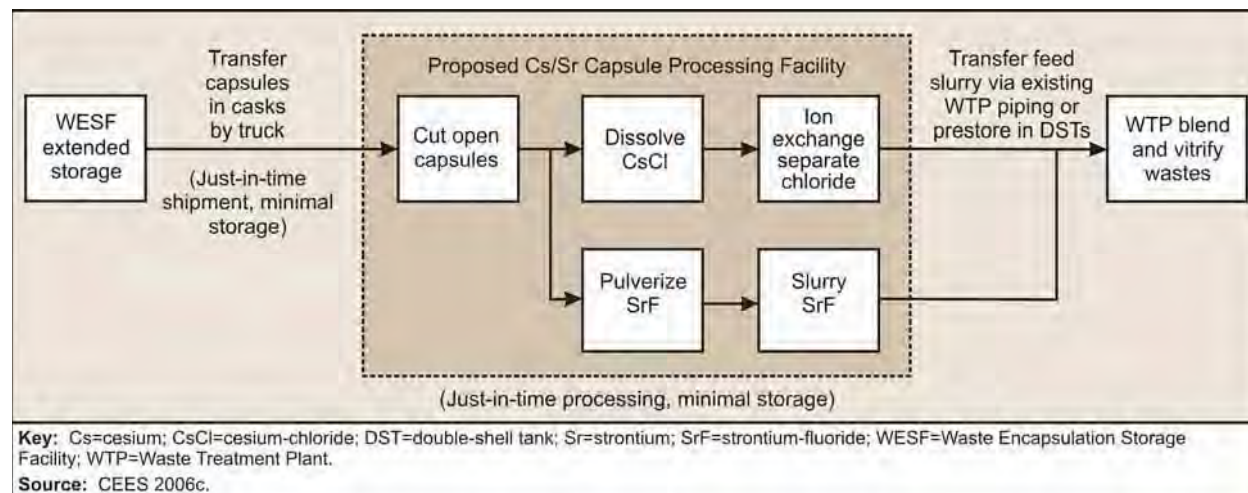 Transfer
capsules
in casks
by truck
Proposed Cs/Sr Capsule Processing Facility
Transfer feed
slurry via existing
WTP piping or
prestore in DSTs
WESF
extended
storage
Cut open
capsules
Dissolve
CsCl
Ion
exchange
separate
chloride
WTP blend
and vitrify
wastes
(Just-in-time
shipment, minimal
storage)
Pulverize
SrF
Slurry
SrF
(Just-in-time processing, minimal storage)
Key: Cs=cesium; CsCl=cesium-chloride; DST=double-shell tank; Sr=strontium; SrF=strontium-fluoride; WESF=Waste Encapsulation Storage
Facility; WTP=Waste Treatment Plant.
Source: CEES 2006c.